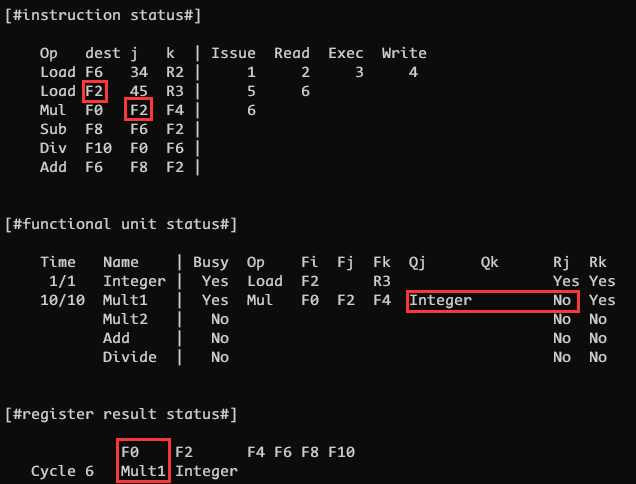 [#instruction status#]
Op dest j k | Issue Read Exec Write
Load F6 34 R2 | 1 2 3 4
Load F2 45 R3 | 5 6
Mul F0 F2 F4 | 6
Sub F8 F6 F2 |
Div F10 F0 F6 |
Add F6 F8 F2 |
[#functional unit status#]
Time Name | Busy Op Fi Fj Fk Qj Qk Rj Rk
1/1 Integer | Yes Load F2 R3 Yes Yes
10/10 Mult1 | Yes Mul F0 F2 F4 Integer No Yes
Mult2 | No No No
Add | No No No
Divide | No No No
[#register result status#]
F0 F2 F4 F6 F8 F10
Cycle 6 Mult1 Integer